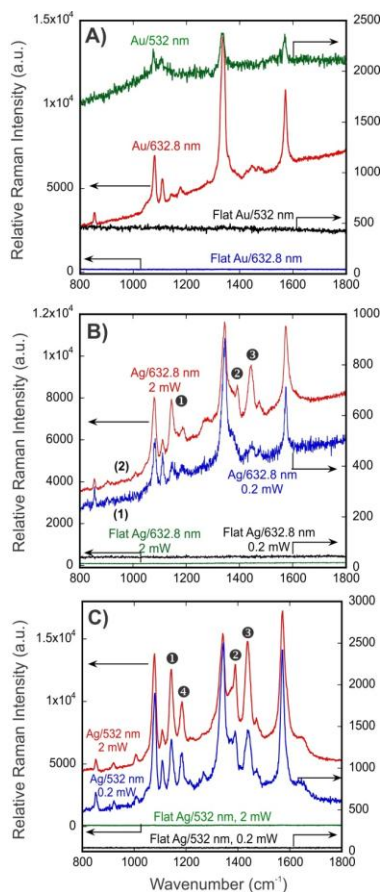 A)
Au/532 nm
Au/632.8 nm
Flat Au/532 nm
Flat Au/632.8 nm
Relative Raman Intensity (a.u.)
1.5x10⁴
1x10⁴
5000
0
2500
2000
1500
1000
500
0
800 1000 1200 1400 1600 1800
B)
Ag/632.8 nm
2 mW
❶
❷
❸
(2)
(1)
Ag/632.8 nm
0.2 mW
Flat Ag/632.8 nm
2 mW
Flat Ag/632.8 nm
0.2 mW
Relative Raman Intensity (a.u.)
1.2x10⁴
1x10⁴
8000
6000
4000
2000
0
1000
800
600
400
200
0
800 1000 1200 1400 1600 1800
C)
❶
❹
❷
❸
Ag/532 nm
2 mW
Ag/532 nm
0.2 mW
Flat Ag/532 nm, 2 mW
Flat Ag/532 nm, 0.2 mW
Relative Raman Intensity (a.u.)
1.5x10⁴
1x10⁴
5000
0
3000
2500
2000
1500
1000
500
0
800 1000 1200 1400 1600 1800
Wavenumber (cm⁻¹)